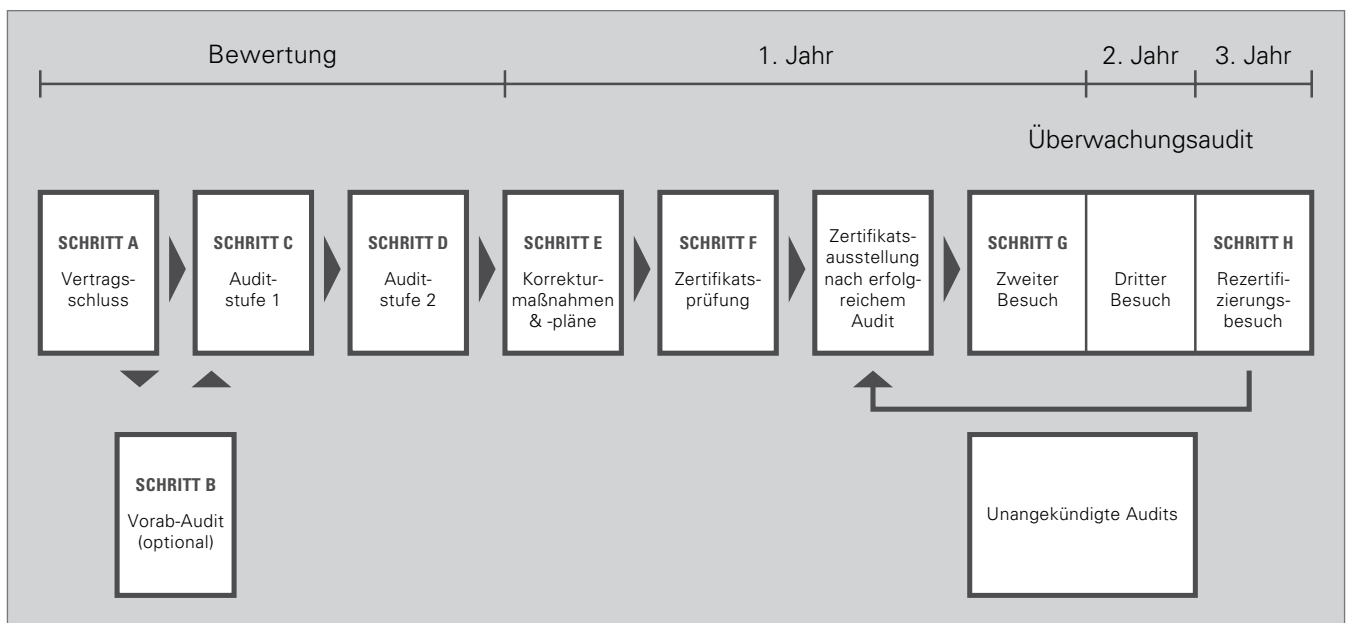 Bewertung
1. Jahr
2. Jahr
3. Jahr
Überwachungsaudit
SCHRITT A
Vertrags-
schluss
SCHRITT C
Audit-
stufe 1
SCHRITT D
Audit-
stufe 2
SCHRITT E
Korrektur-
maßnahmen
& -pläne
SCHRITT F
Zertifikats-
prüfung
Zertifikats-
ausstellung
nach erfolg-
reichem
Audit
SCHRITT G
Zweiter
Besuch
Dritter
Besuch
SCHRITT H
Rezertifi-
zierungs-
besuch
SCHRITT B
Vorab-Audit
(optional)
Unangekündigte Audits